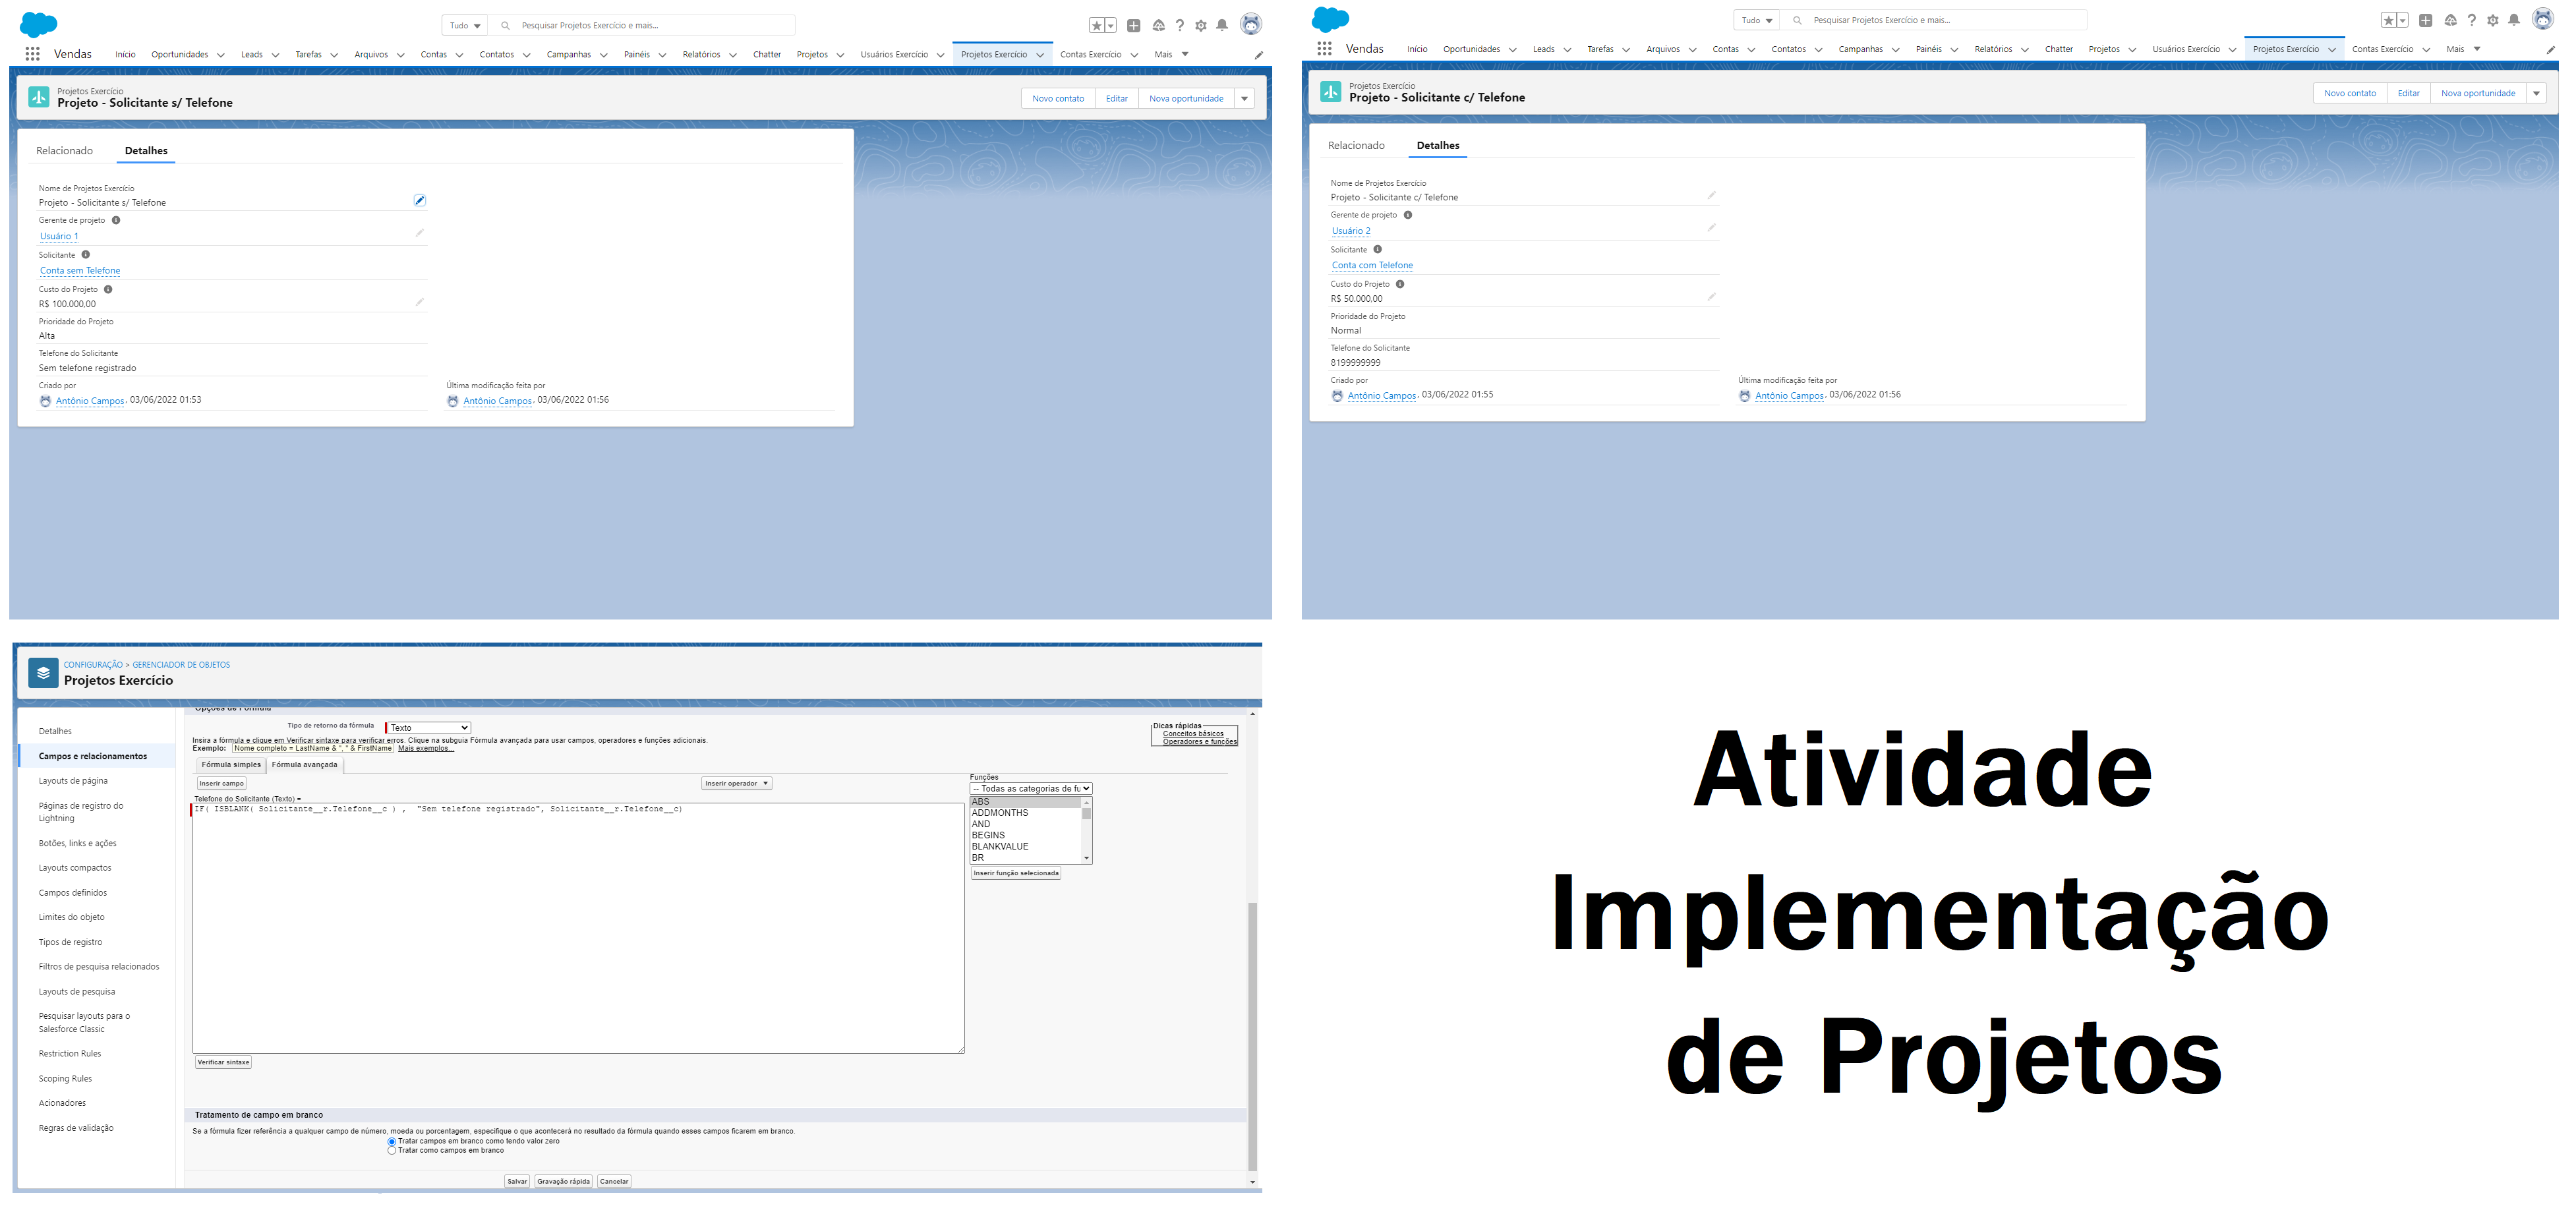 Tudo
Pesquisar Projetos Exercício e mais...
Vendas
Início Oportunidades Leads Tarefas Arquivos Contas Contatos Campanhas Painéis Relatórios Chatter Projetos Usuários Exercício Projetos Exercício Contas Exercício Mais
Projetos Exercício
Projeto - Solicitante s/ Telefone
Novo contato Editar Nova oportunidade
Relacionado Detalhes
Nome de Projetos Exercício
Projeto - Solicitante s/ Telefone
Gerente de projeto
Usuário 1
Solicitante
Conta sem Telefone
Custo do Projeto
R$ 100.000,00
Prioridade do Projeto
Alta
Telefone do Solicitante
Sem telefone registrado
Criado por
Antônio Campos, 03/06/2022 01:53
Última modificação feita por
Antônio Campos, 03/06/2022 01:56
Tudo
Pesquisar Projetos Exercício e mais...
Vendas
Início Oportunidades Leads Tarefas Arquivos Contas Contatos Campanhas Painéis Relatórios Chatter Projetos Usuários Exercício Projetos Exercício Contas Exercício Mais
Projetos Exercício
Projeto - Solicitante c/ Telefone
Novo contato Editar Nova oportunidade
Relacionado Detalhes
Nome de Projetos Exercício
Projeto - Solicitante c/ Telefone
Gerente de projeto
Usuário 2
Solicitante
Conta com Telefone
Custo do Projeto
R$ 50.000,00
Prioridade do Projeto
Normal
Telefone do Solicitante
8199999999
Criado por
Antônio Campos, 03/06/2022 01:55
Última modificação feita por
Antônio Campos, 03/06/2022 01:56
CONFIGURAÇÃO > GERENCIADOR DE OBJETOS
Projetos Exercício
Detalhes
Campos e relacionamentos
Layouts de página
Páginas de registro do
Lightning
Botões, links e ações
Layouts compactos
Campos definidos
Limites do objeto
Tipos de registro
Filtros de pesquisa relacionados
Layouts de pesquisa
Pesquisar layouts para o
Salesforce Classic
Restriction Rules
Scoping Rules
Acionadores
Regras de validação
Opções de Fórmula
Tipo de retorno da fórmula Texto
Dicas rápidas
Conceitos básicos
Operadores e funções
Insira a fórmula e clique em Verificar sintaxe para verificar erros. Clique na subguia Fórmula avançada para usar campos, operadores e funções adicionais.
Exemplo: Nome completo = LastName & ", " & FirstName Mais exemplos...
Fórmula simples Fórmula avançada
Inserir campo Inserir operador
Telefone do Solicitante (Texto) =
IF( ISBLANK( Solicitante__r.Telefone__c ) , "Sem telefone registrado", Solicitante__r.Telefone__c)
Funções
-- Todas as categorias de fu
ABS
ADDMONTHS
AND
BEGINS
BLANKVALUE
BR
Inserir função selecionada
Verificar sintaxe
Tratamento de campo em branco
Se a fórmula fizer referência a qualquer campo de número, moeda ou porcentagem, especifique o que acontecerá no resultado da fórmula quando esses campos ficarem em branco.
Tratar campos em branco como tendo valor zero
Tratar como campos em branco
Salvar Gravação rápida Cancelar
Atividade
Implementação
de Projetos